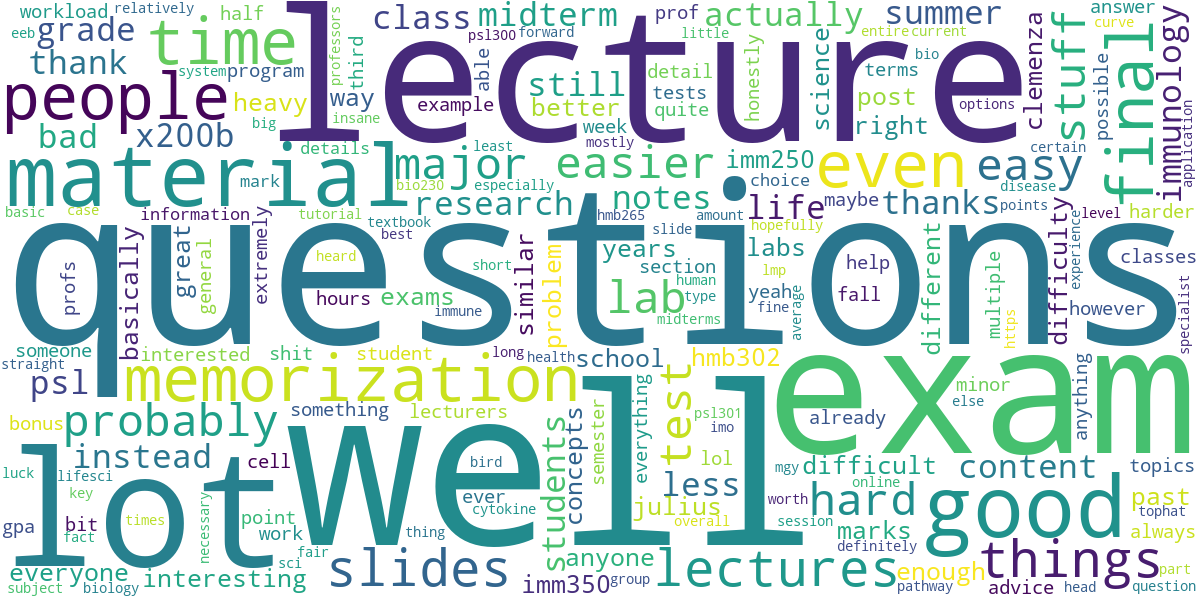 workload
relatively
half
class
midterm
prof
actually
summer
answer
curve
eeb
grade
time
lecture
psl300
forward
able
little
entire
current
clemenza
stuff
final
immunology
thank
system
program
professors
third
still
detail
honestly
science
terms
bio
possible
application
people
heavy
way
example
better
tests
quite
post
options
big
insane
week
right
bad
x200b
details
least
mostly
certain
material
mark
major
easier
imm250
even
easy
bio230
especially
choice
disease
basic
case
information
tutorial
textbook
research
notes
hmb265
amount
life
maybe
thanks
points
level
harder
questions
best
slide
hopefully
difficulty
experience
profs
basically
great
general
extremely
heard
short
similar
problem
years
section
human
type
labs
lmp
yeah
fine
average
help
fall
different
multiple
https
however
classes
specialist
hours
exams
immune
lab
midterms
someone
straight
interested
shit
student
long
health
school
hmb302
exam
psl
memorization
minor
else
anything
bonus
probably
something
lecturers
students
concepts
semester
everything
test
psl301
imo
already
instead
cell
well
bird
lol
mgy
difficult
content
topics
luck
lifesci
key
lot
ever
cytokine
less
online
worth
hard
good
past
tophat
gpa
bit
fact
times
necessary
point
work
thing
julius
overall
session
marks
always
fair
definitely
everyone
interesting
sci
slides
anyone
imm350
group
lectures
enough
things
part
subject
biology
pathway
advice
head
question